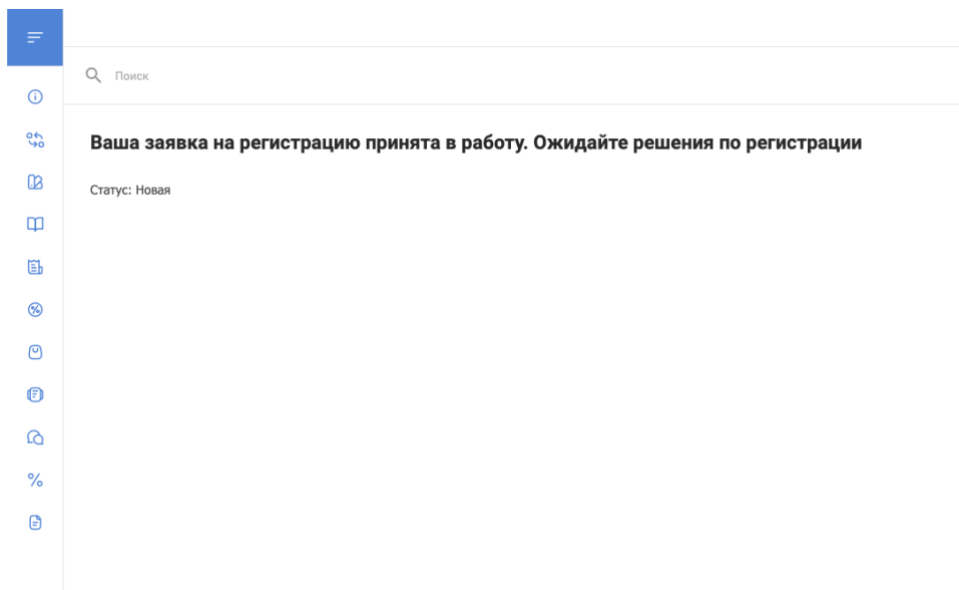 Поиск
Ваша заявка на регистрацию принята в работу. Ожидайте решения по регистрации
Статус: Новая